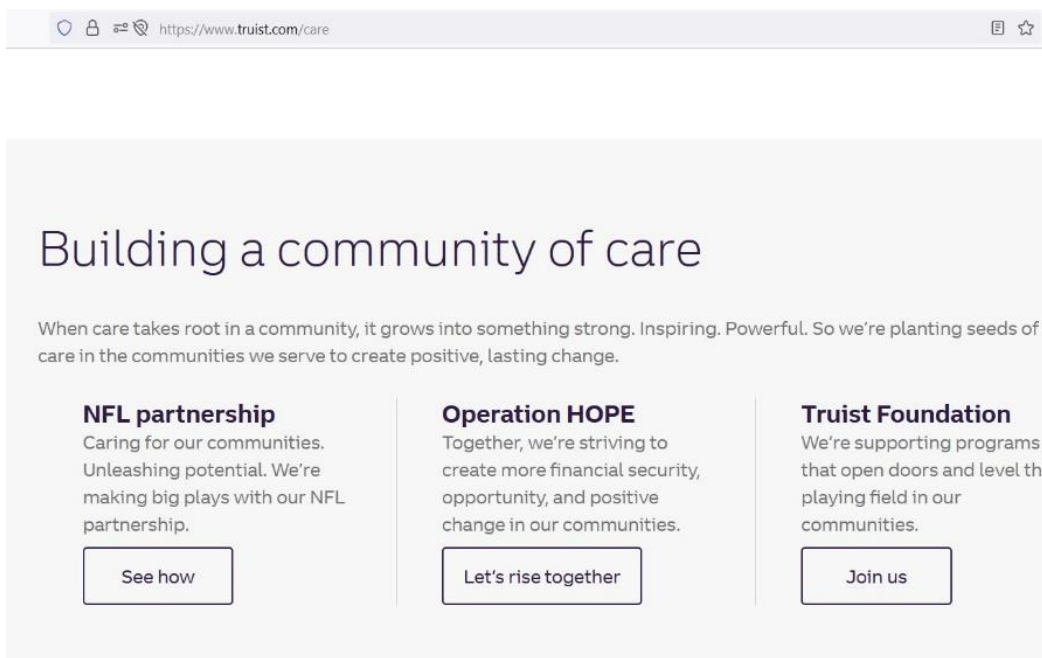 https://www.truist.com/care
Building a community of care
When care takes root in a community, it grows into something strong. Inspiring. Powerful. So we're planting seeds of
care in the communities we serve to create positive, lasting change.
NFL partnership
Caring for our communities.
Unleashing potential. We're
making big plays with our NFL
partnership.
See how
Operation HOPE
Together, we're striving to
create more financial security,
opportunity, and positive
change in our communities.
Let's rise together
Truist Foundation
We're supporting programs
that open doors and level th
playing field in our
communities.
Join us